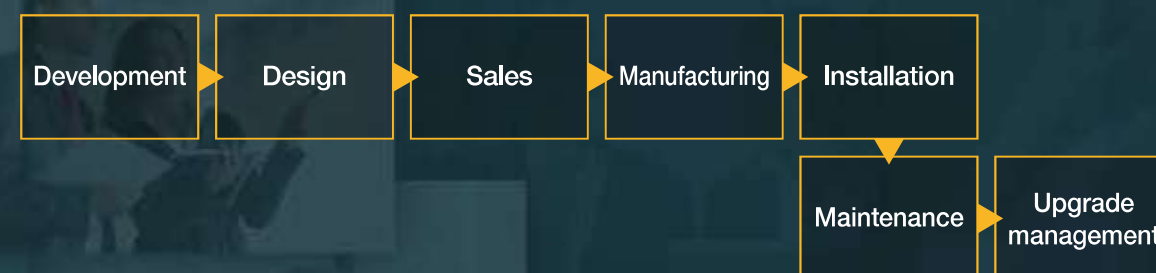 Development
Design
Sales
Manufacturing
Installation
Maintenance
Upgrade
management